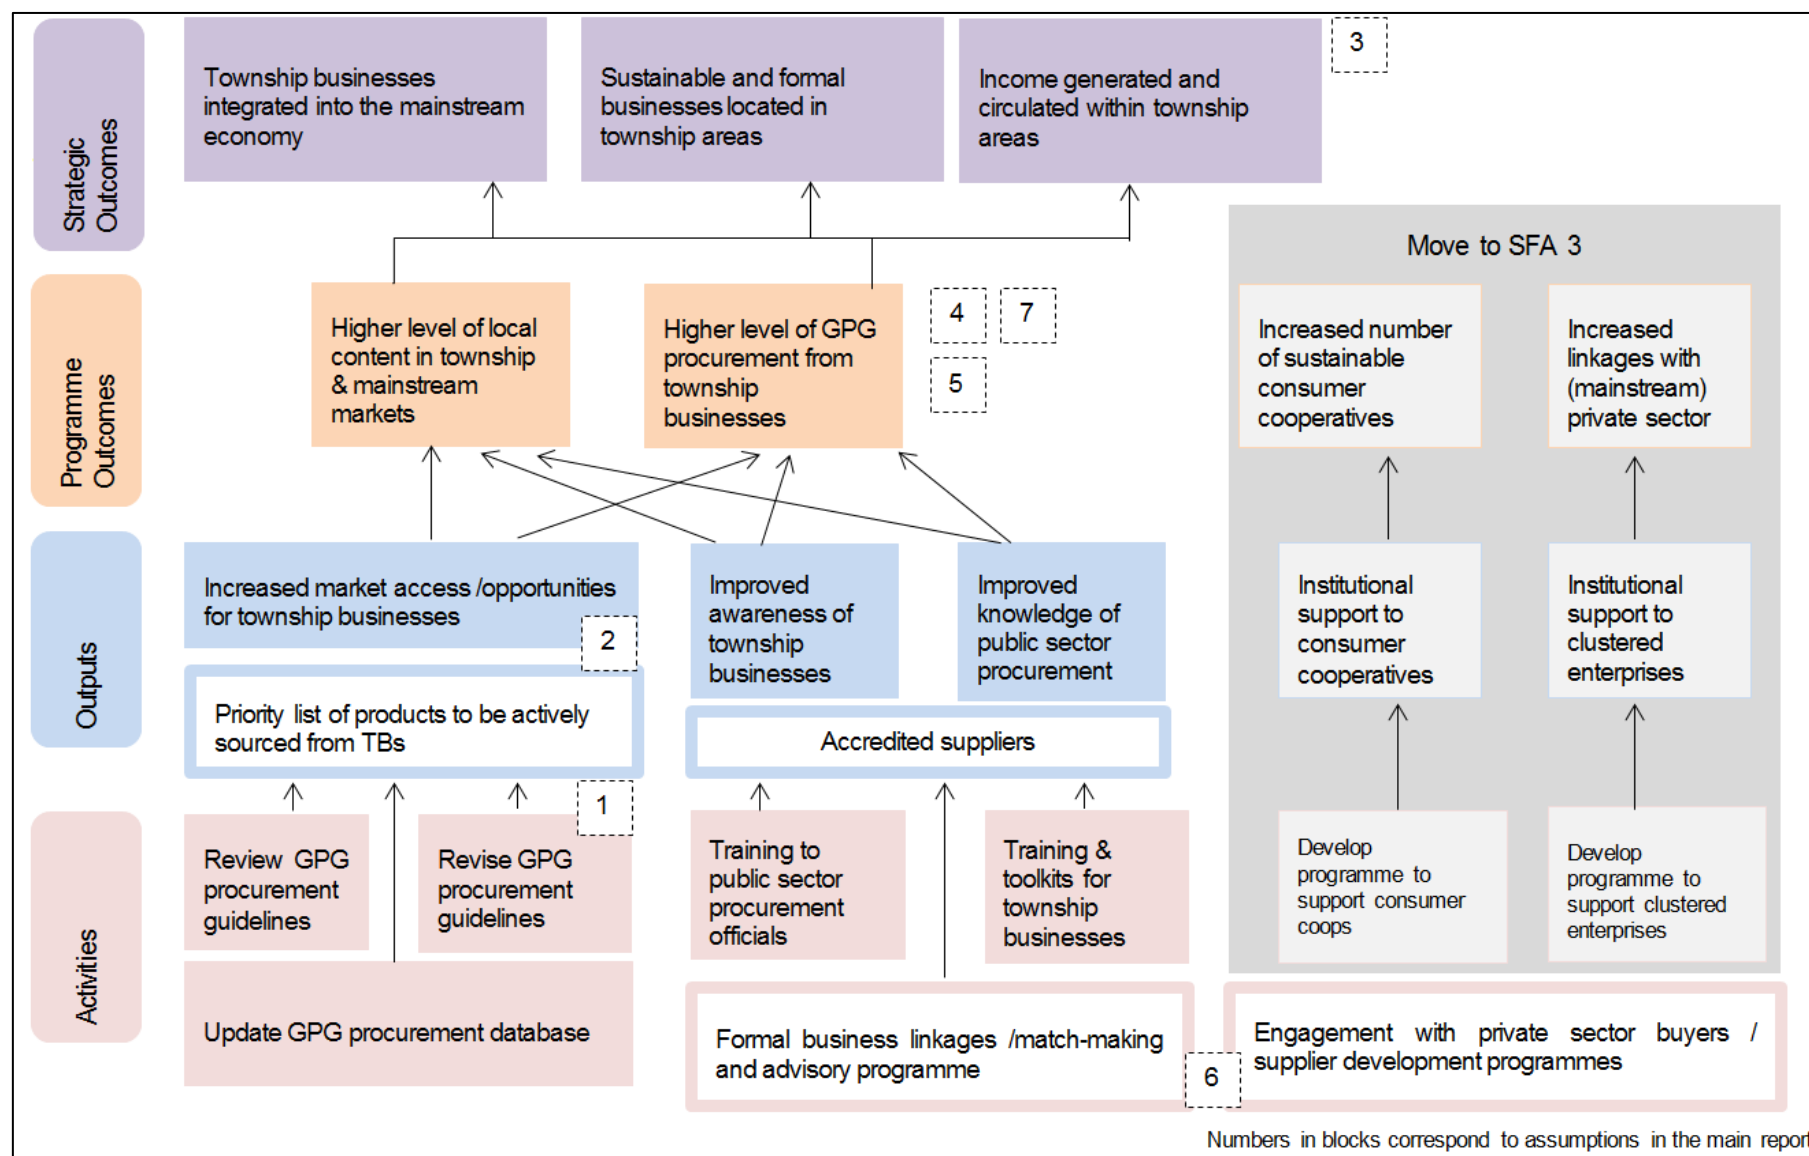 Strategic
Outcomes
Township businesses
integrated into the mainstream
economy
Sustainable and formal
businesses located in
township areas
Income generated and
circulated within township
areas
3
Programme
Outcomes
Higher level of local
content in township
& mainstream
markets
Higher level of GPG
procurement from
township
businesses
4
7
5
Move to SFA 3
Increased number
of sustainable
consumer
cooperatives
Increased
linkages with
(mainstream)
private sector
Outputs
Increased market access /opportunities
for township businesses
2
Improved
awareness of
township
businesses
Improved
knowledge of
public sector
procurement
Institutional
support to
consumer
cooperatives
Institutional
support to
clustered
enterprises
Priority list of products to be actively
sourced from TBs
Accredited suppliers
Activities
1
Review GPG
procurement
guidelines
Revise GPG
procurement
guidelines
Training to
public sector
procurement
officials
Training &
toolkits for
township
businesses
Develop
programme to
support consumer
coops
Develop
programme to
support clustered
enterprises
Update GPG procurement database
Formal business linkages /match-making
and advisory programme
6
Engagement with private sector buyers /
supplier development programmes
Numbers in blocks correspond to assumptions in the main report